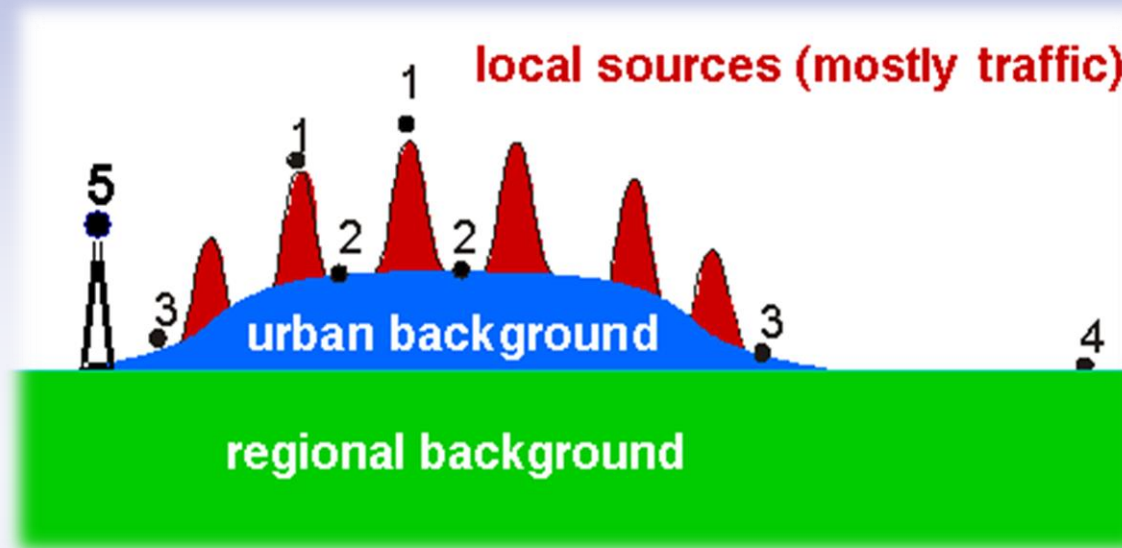 local sources (mostly traffic)
1
1
5
2
2
3
3
4
urban background
regional background